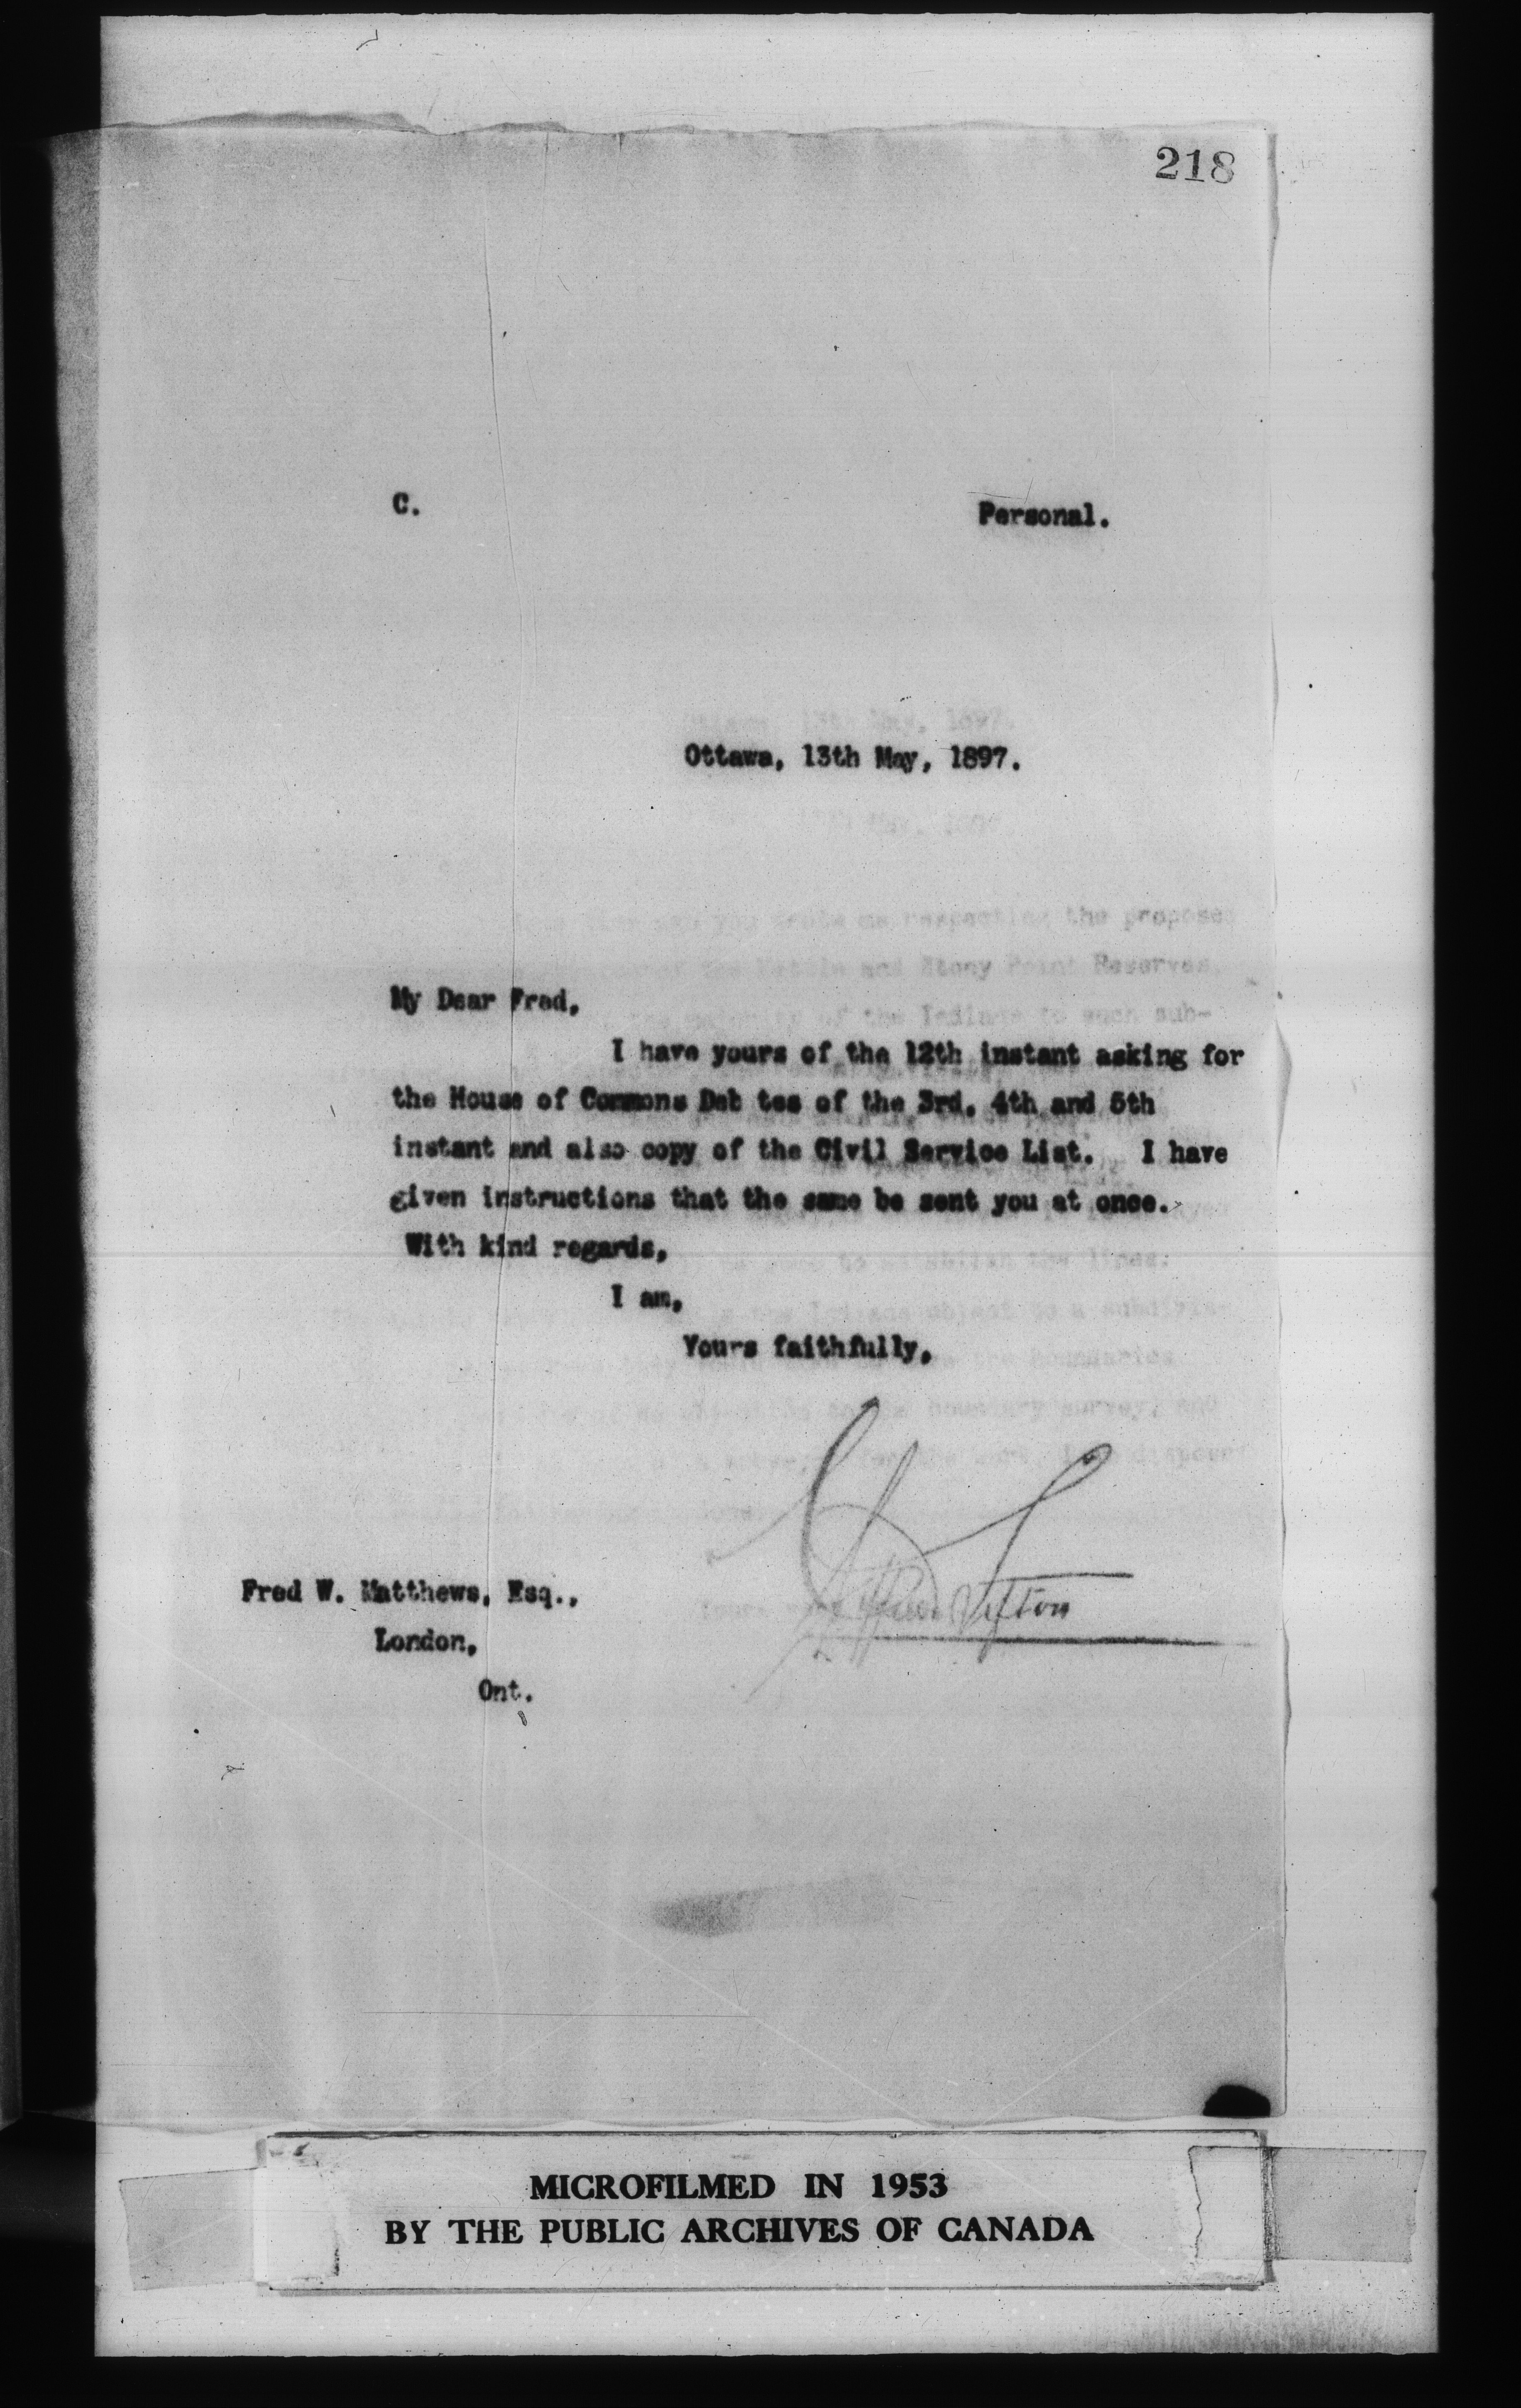 218
C.
Personal.
Ottawa, 13th May, 1897.
My Dear Fred,
I have yours of the 12th instant asking for
the House of Commons Deb tes of the 3rd. 4th and 5th
instant and also copy of the Civil Service List. I have
given instructions that the same be sent you at once.
With kind regards,
I am,
Yours faithfully,
Fred W. Matthews, Esq.,
London,
Ont.
MICROFILMED IN 1953
BY THE PUBLIC ARCHIVES OF CANADA